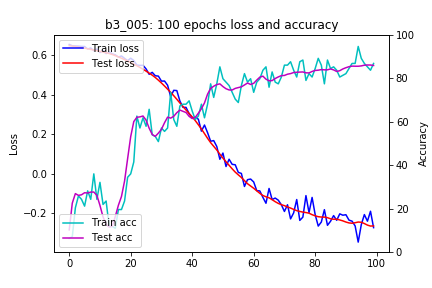 b3_005: 100 epochs loss and accuracy
0.6
0.4
0.2
0.0
−0.2
Loss
100
80
60
40
20
0
Accuracy
Train loss
Test loss
Train acc
Test acc
0
20
40
60
80
100